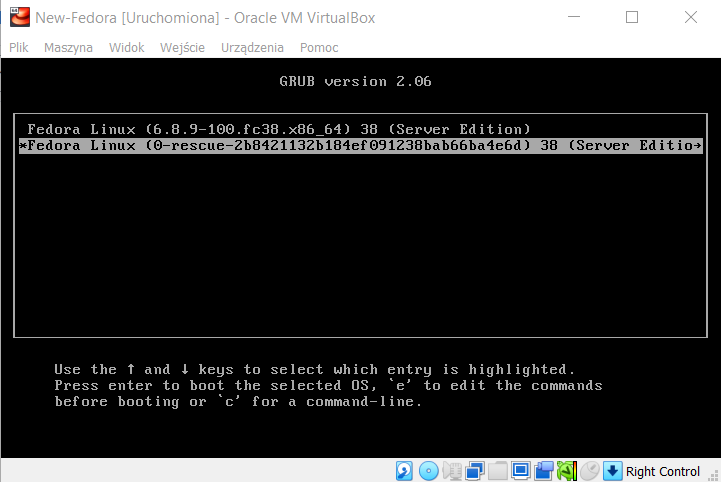 New-Fedora [Uruchomiona] - Oracle VM VirtualBox
Plik Maszyna Widok Wejście Urządzenia Pomoc
GRUB version 2.06
Fedora Linux (6.8.9-100.fc38.x86_64) 38 (Server Edition)
*Fedora Linux (0-rescue-2b8421132b184ef091238bab66ba4e6d) 38 (Server Editio→
Use the ↑ and ↓ keys to select which entry is highlighted.
Press enter to boot the selected OS, `e' to edit the commands
before booting or `c' for a command-line.
Right Control